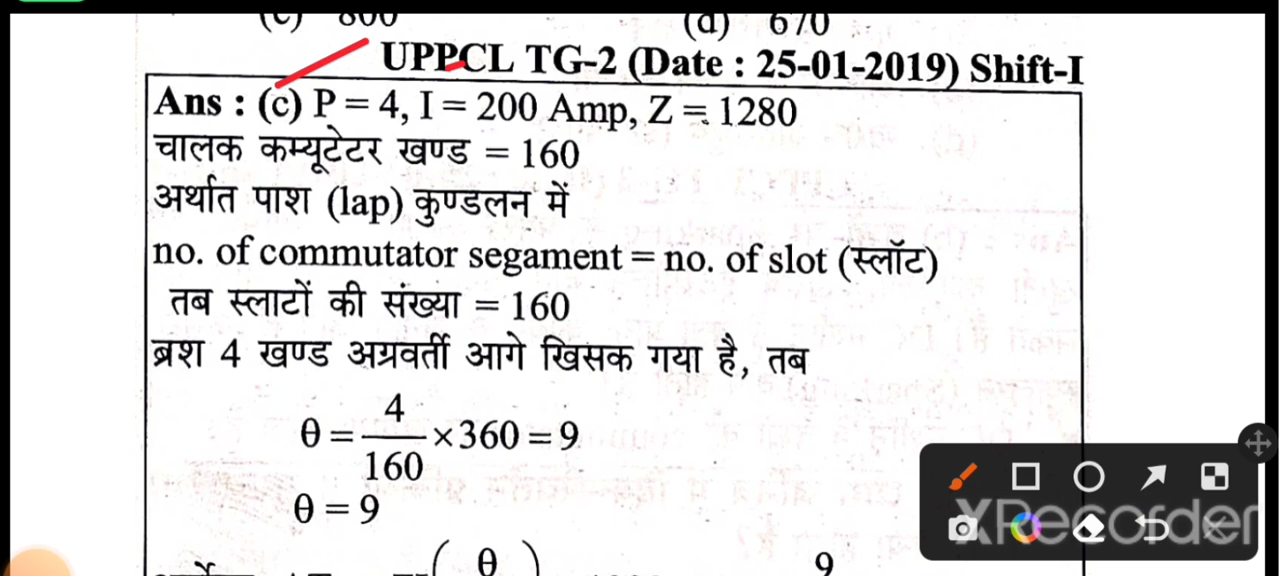 (c) 800 (d) 670
UPPCL TG-2 (Date : 25-01-2019) Shift-I
Ans : (c) P = 4, I = 200 Amp, Z = 1280
चालक कम्यूटेटर खण्ड = 160
अर्थात पाश (lap) कुण्डलन में
no. of commutator segament = no. of slot (स्लॉट)
तब स्लाटों की संख्या = 160
ब्रश 4 खण्ड अग्रवर्ती आगे खिसक गया है, तब
θ = 4/160 ×360 = 9
θ = 9
( θ ) 9
XRecorder